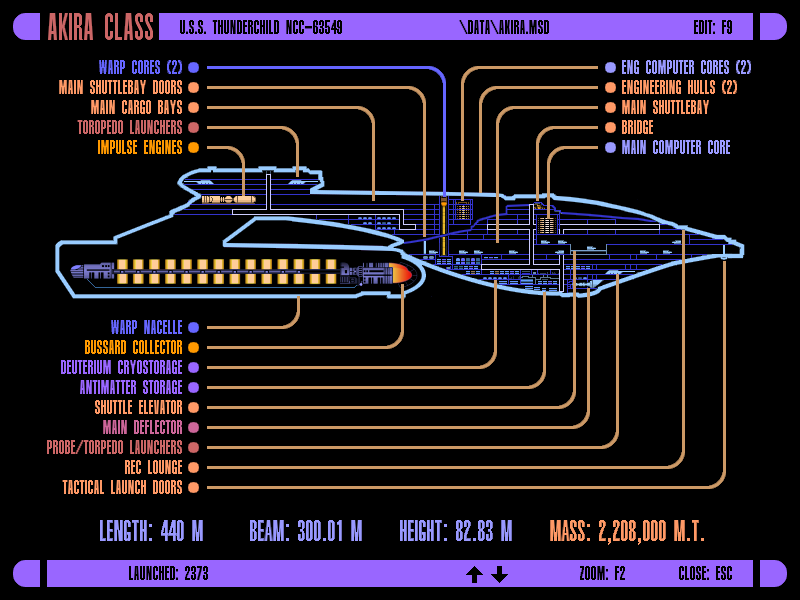 AKIRA CLASS U.S.S. THUNDERCHILD NCC-63549 \DATA\AKIRA.MSD EDIT: F9
WARP CORES (2)
MAIN SHUTTLEBAY DOORS
MAIN CARGO BAYS
TOROPEDO LAUNCHERS
IMPULSE ENGINES
ENG COMPUTER CORES (2)
ENGINEERING HULLS (2)
MAIN SHUTTLEBAY
BRIDGE
MAIN COMPUTER CORE
WARP NACELLE
BUSSARD COLLECTOR
DEUTERIUM CRYOSTORAGE
ANTIMATTER STORAGE
SHUTTLE ELEVATOR
MAIN DEFLECTOR
PROBE/TORPEDO LAUNCHERS
REC LOUNGE
TACTICAL LAUNCH DOORS
LENGTH: 440 M BEAM: 300.01 M HEIGHT: 82.83 M MASS: 2,208,000 M.T.
LAUNCHED: 2373 ZOOM: F2 CLOSE: ESC